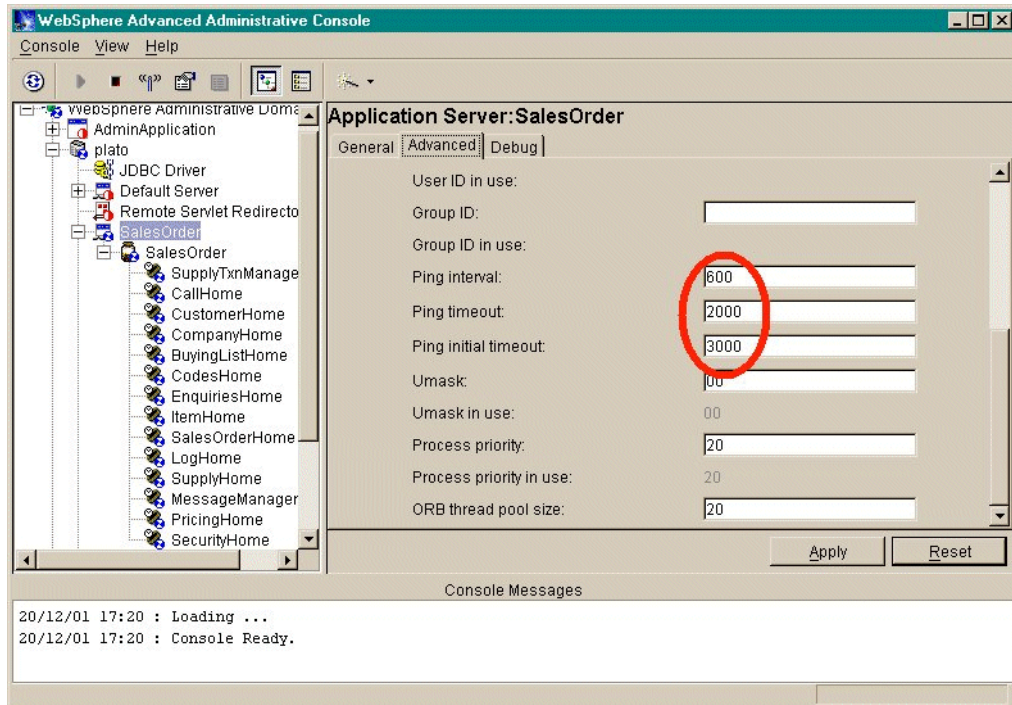 WebSphere Advanced Administrative Console
Console View Help
WebSphere Administrative Doma
AdminApplication
plato
JDBC Driver
Default Server
Remote Servlet Redirecto
SalesOrder
SalesOrder
SupplyTxnManage
CallHome
CustomerHome
CompanyHome
BuyingListHome
CodesHome
EnquiriesHome
ItemHome
SalesOrderHome
LogHome
SupplyHome
MessageManager
PricingHome
SecurityHome
Application Server:SalesOrder
General Advanced Debug
User ID in use:
Group ID:
Group ID in use:
Ping interval: 600
Ping timeout: 2000
Ping initial timeout: 3000
Umask: 00
Umask in use: 00
Process priority: 20
Process priority in use: 20
ORB thread pool size: 20
Apply Reset
Console Messages
20/12/01 17:20 : Loading ...
20/12/01 17:20 : Console Ready.